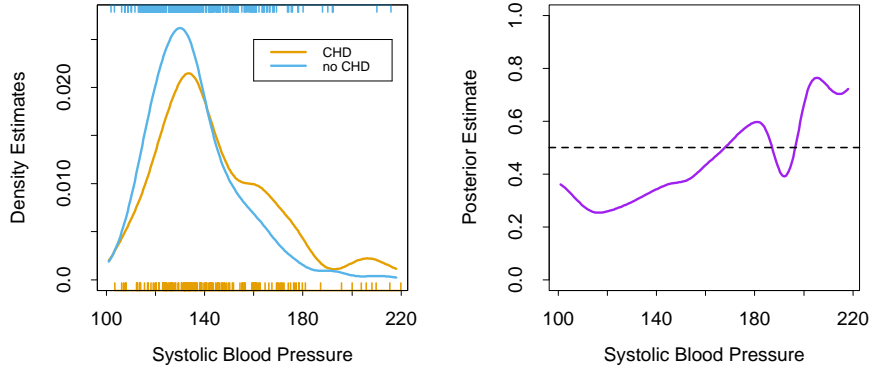 Density Estimates
0.0
0.010
0.020
CHD
no CHD
100
140
180
220
Systolic Blood Pressure
Posterior Estimate
0.0
0.2
0.4
0.6
0.8
1.0
100
140
180
220
Systolic Blood Pressure